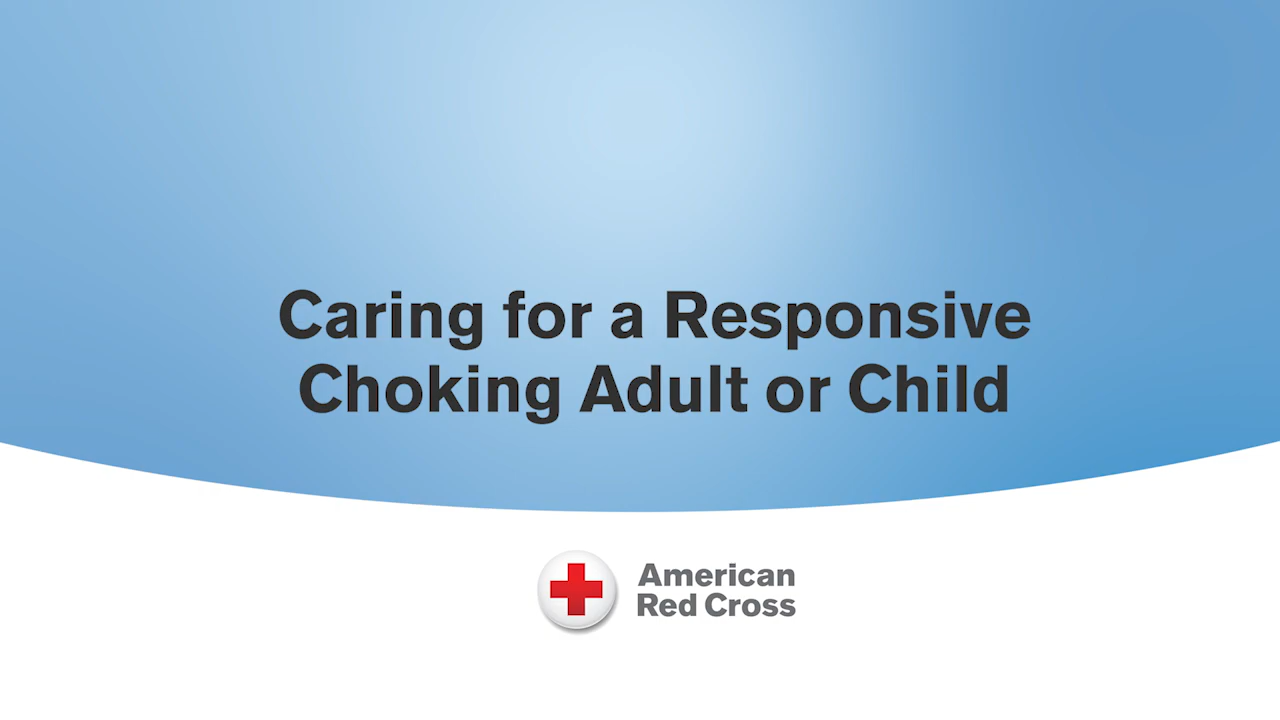 Caring for a Responsive
Choking Adult or Child
American
Red Cross